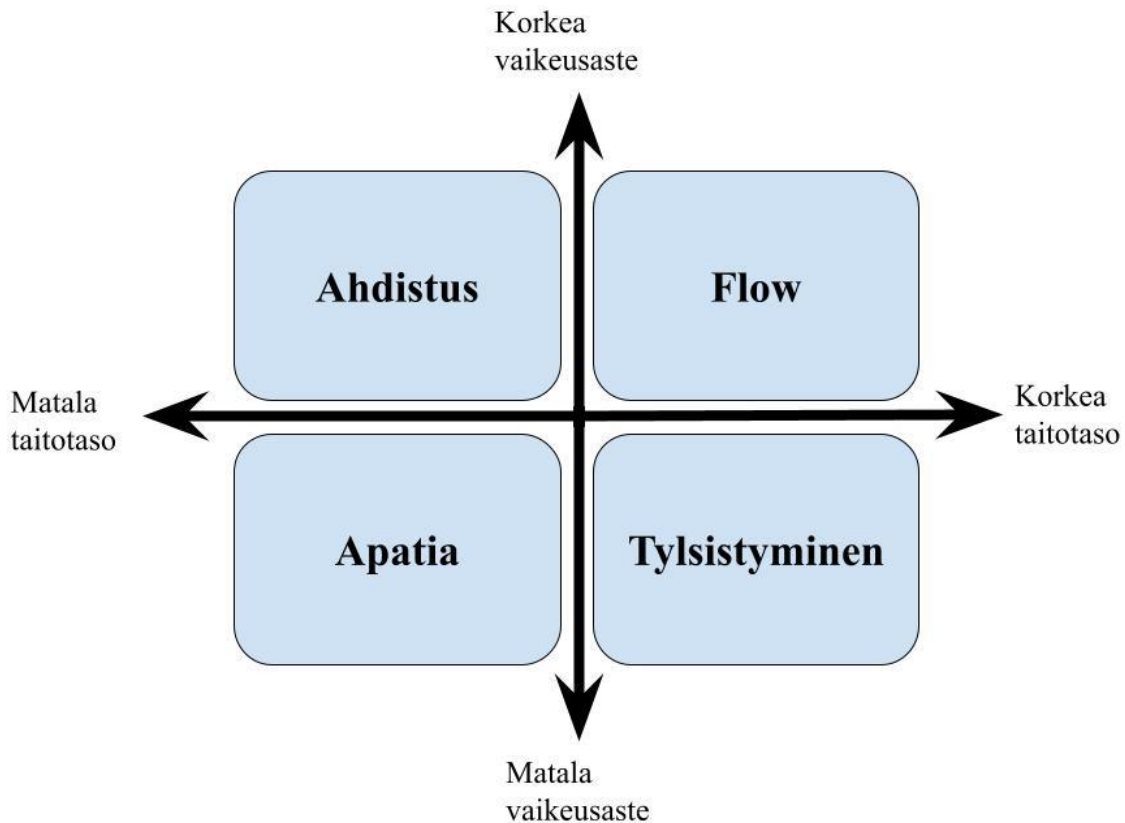 Korkea
vaikeusaste
Ahdistus
Flow
Matala
taitotaso
Korkea
taitotaso
Apatia
Tylsistyminen
Matala
vaikeusaste